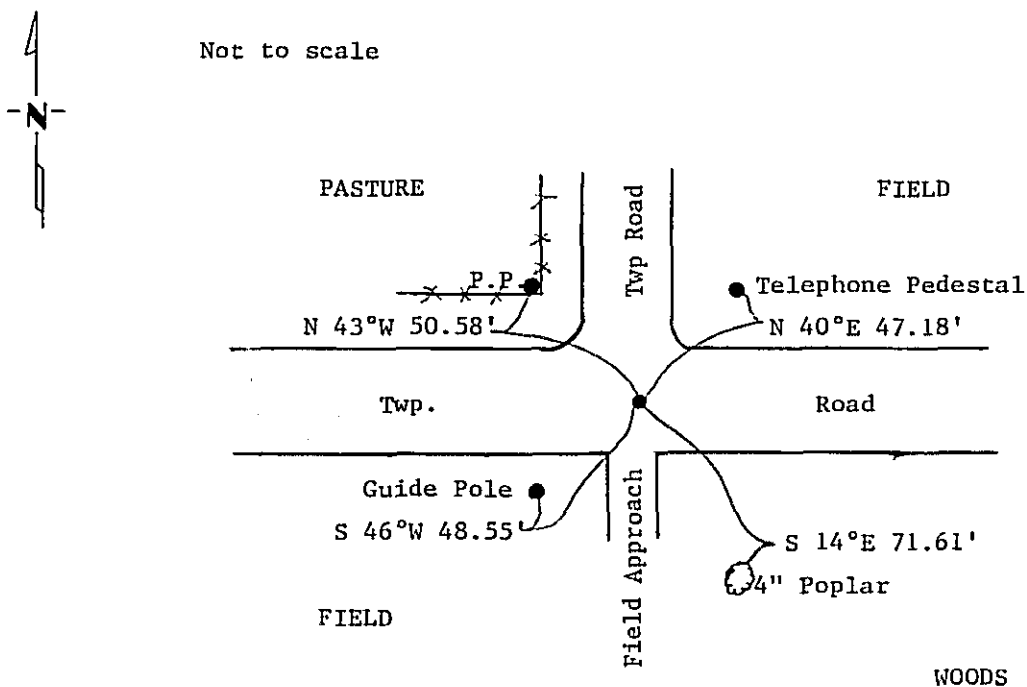 Not to scale
N
PASTURE
Twp Road
FIELD
P.P.
Telephone Pedestal
N 43°W 50.58'
N 40°E 47.18'
Twp.
Road
Guide Pole
S 46°W 48.55'
Field Approach
S 14°E 71.61'
4" Poplar
FIELD
WOODS